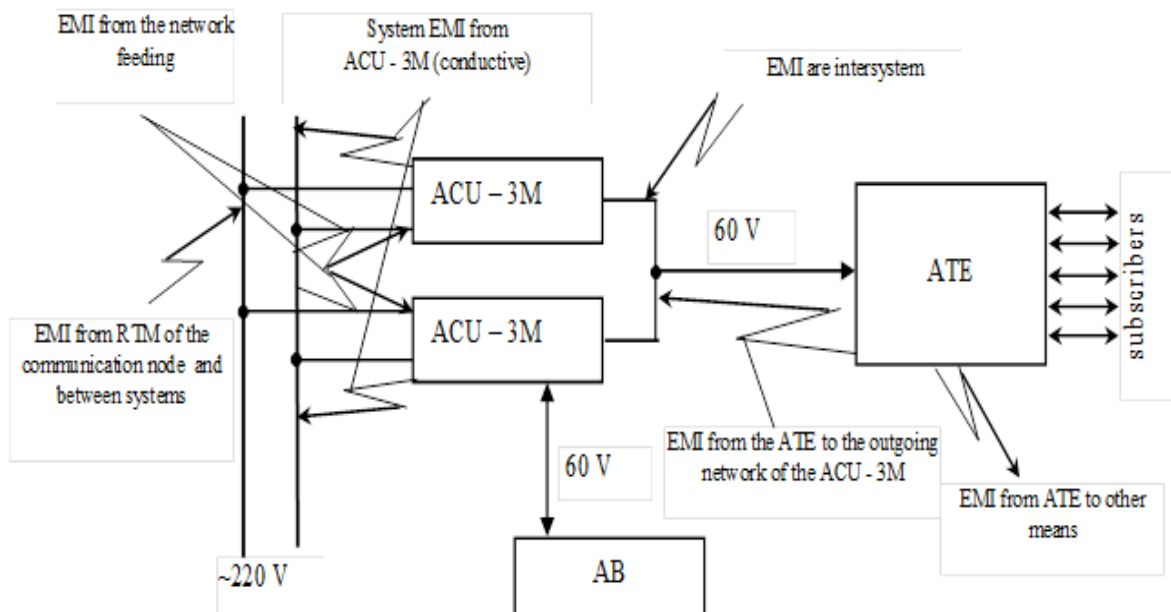 EMI from the network
feeding
System EMI from
ACU - 3M (conductive)
EMI are intersystem
ACU – 3M
60 V
ATE
subscribers
ACU – 3M
EMI from RTM of the
communication node and
between systems
60 V
EMI from the ATE to the outgoing
network of the ACU - 3M
EMI from ATE to other
means
~220 V
AB